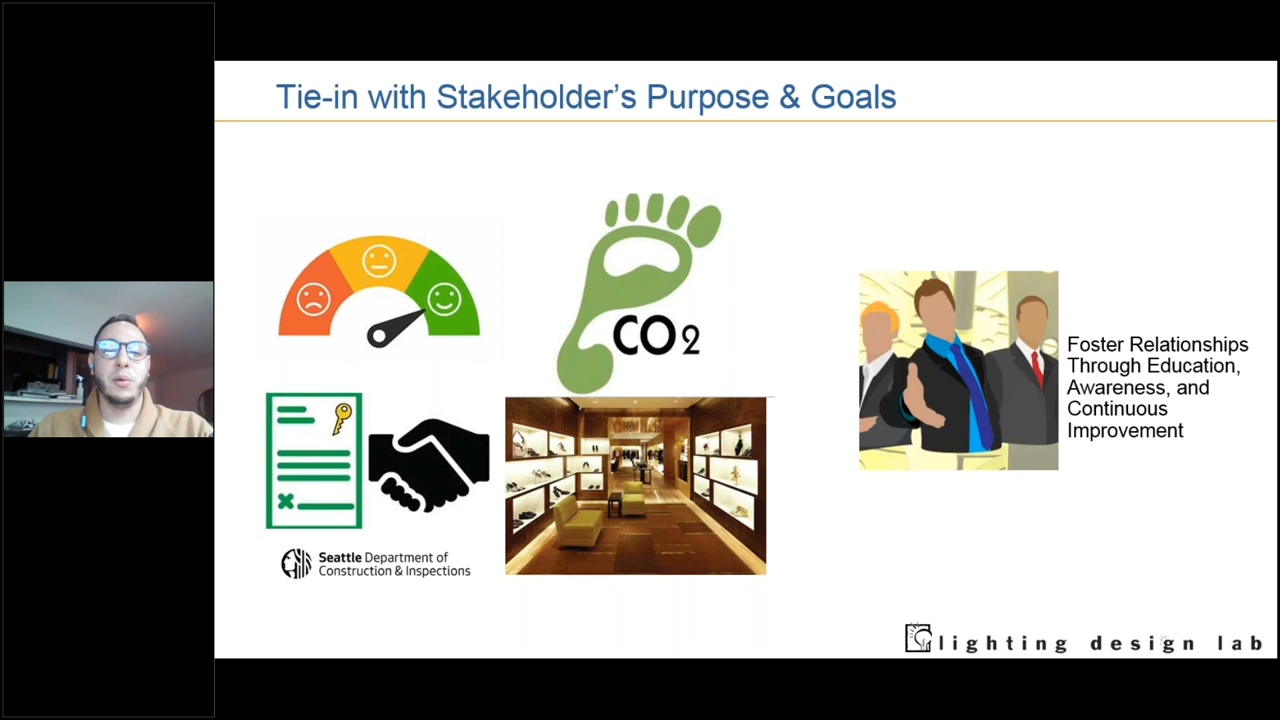 Tie-in with Stakeholder's Purpose & Goals
CO2
Foster Relationships
Through Education,
Awareness, and
Continuous
Improvement
Seattle Department of
Construction & Inspections
lighting design lab